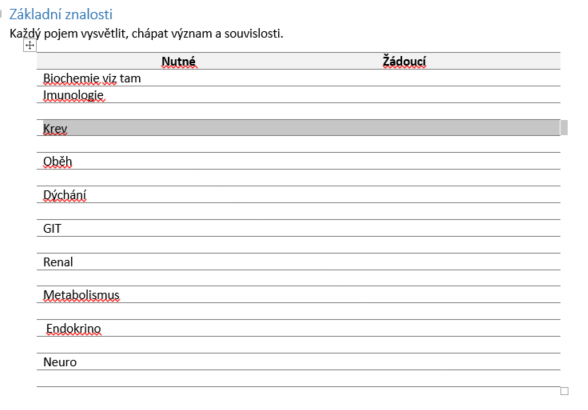 Základní znalosti
Každý pojem vysvětlit, chápat význam a souvislosti.
Nutné Žádoucí
Biochemie viz tam
Imunologie
Krev
Oběh
Dýchání
GIT
Renal
Metabolismus
Endokrino
Neuro